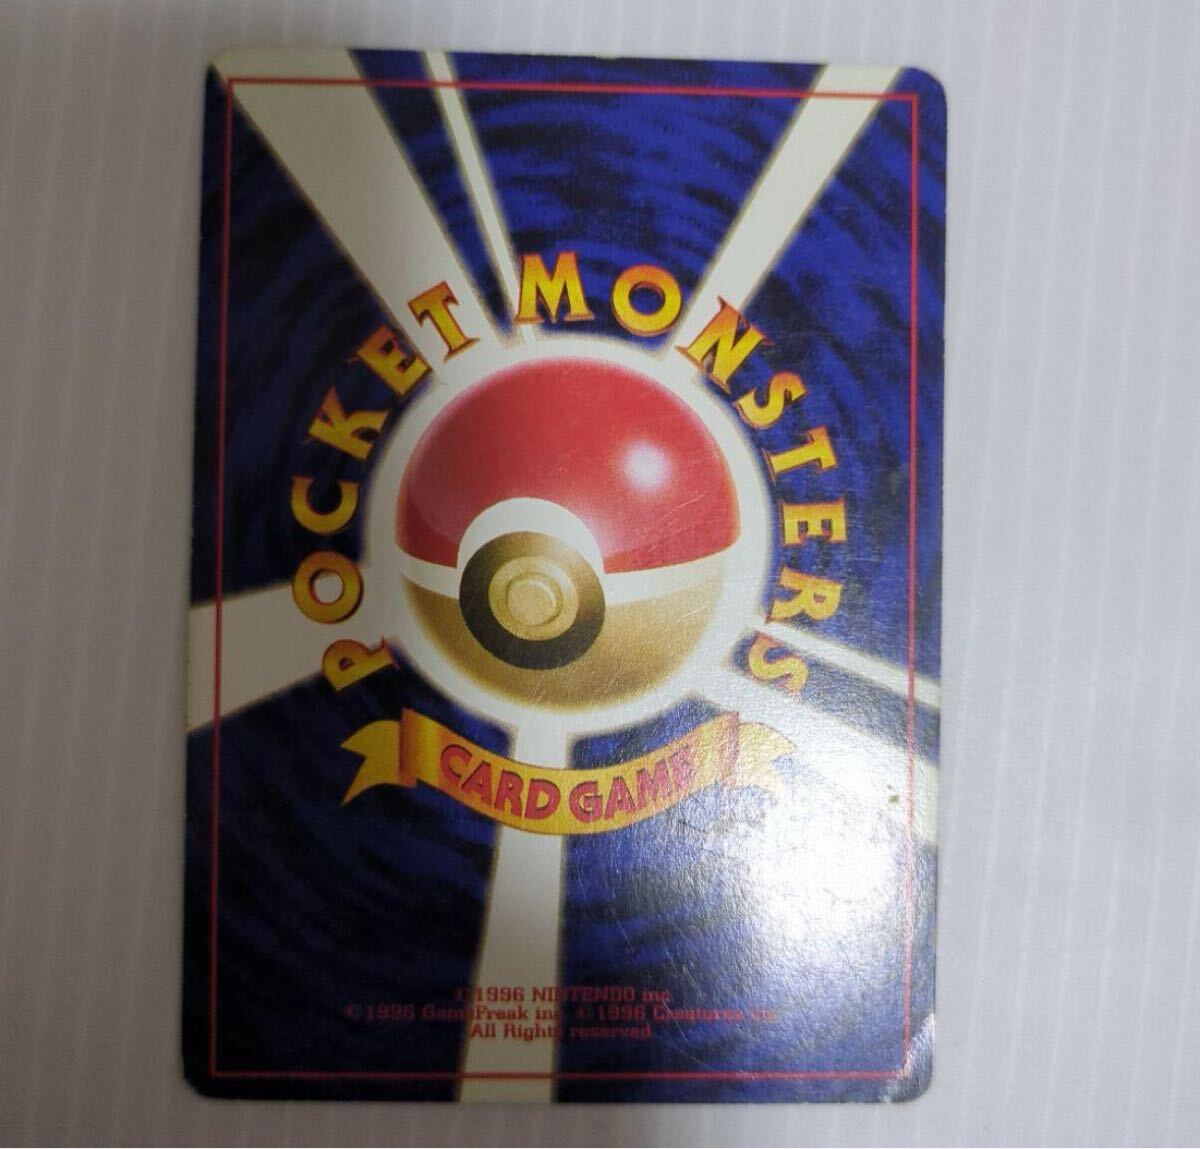 POCKET MONSTERS
CARD GAME
©1996 NINTENDO inc.
©1996 GameFreak inc. ©1996 Creatures inc.
All Rights reserved